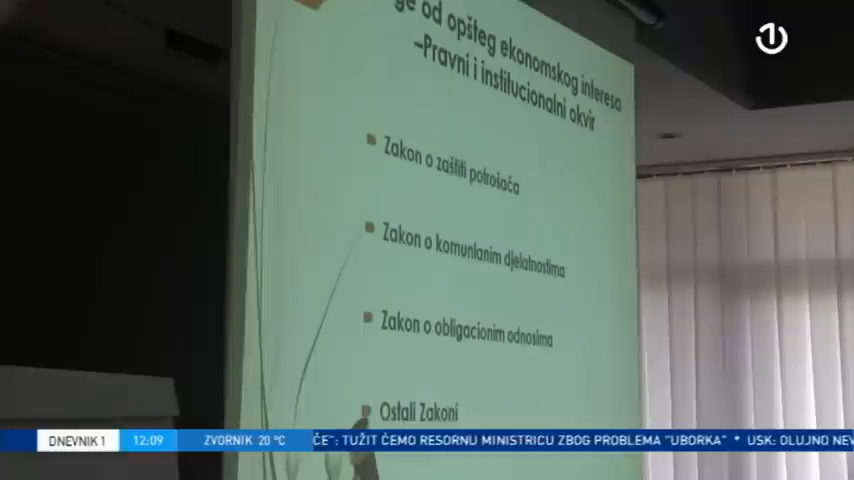 ge od opšteg ekonomskog interesa
–Pravni i institucionalni okvir
Zakon o zaštiti potrošača
Zakon o komunlanim djelatnostima
Zakon o obligacionim odnosima
Ostali Zakoni
DNEVNIK 1 12:09 ZVORNIK 20 °C ČE": TUŽIT ĆEMO RESORNU MINISTRICU ZBOG PROBLEMA "UBORKA" * USK: OLUJNO NEV